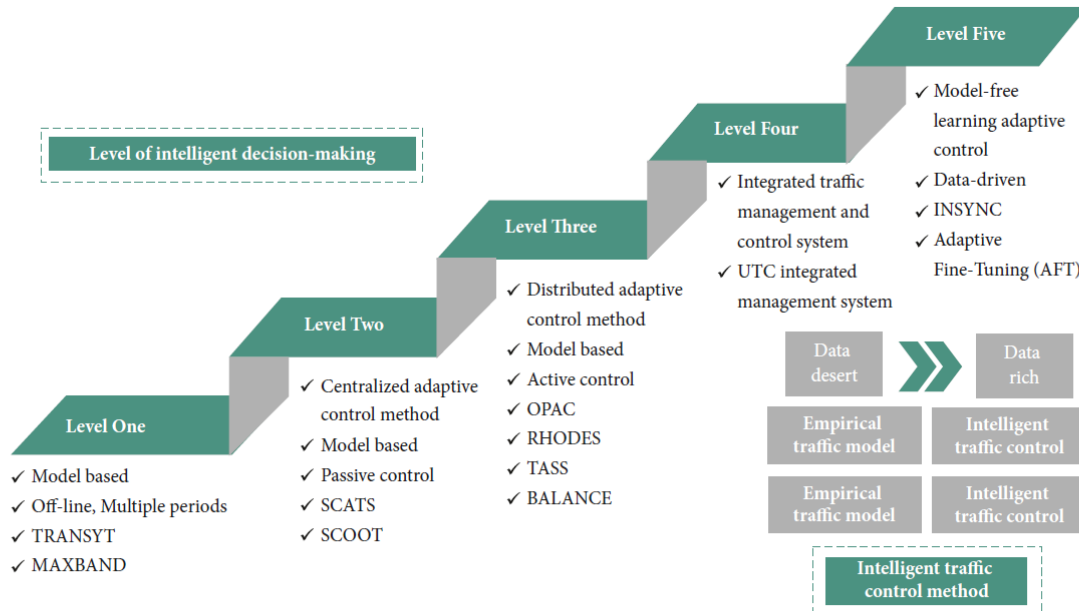 Level of intelligent decision-making
Level One
Model based
Off-line, Multiple periods
TRANSYT
MAXBAND
Level Two
Centralized adaptive
control method
Model based
Passive control
SCATS
SCOOT
Level Three
Distributed adaptive
control method
Model based
Active control
OPAC
RHODES
TASS
BALANCE
Level Four
Integrated traffic
management and
control system
UTC integrated
management system
Level Five
Model-free
learning adaptive
control
Data-driven
INSYNC
Adaptive
Fine-Tuning (AFT)
Data
desert
Data
rich
Empirical
traffic model
Intelligent
traffic control
Empirical
traffic model
Intelligent
traffic control
Intelligent traffic
control method